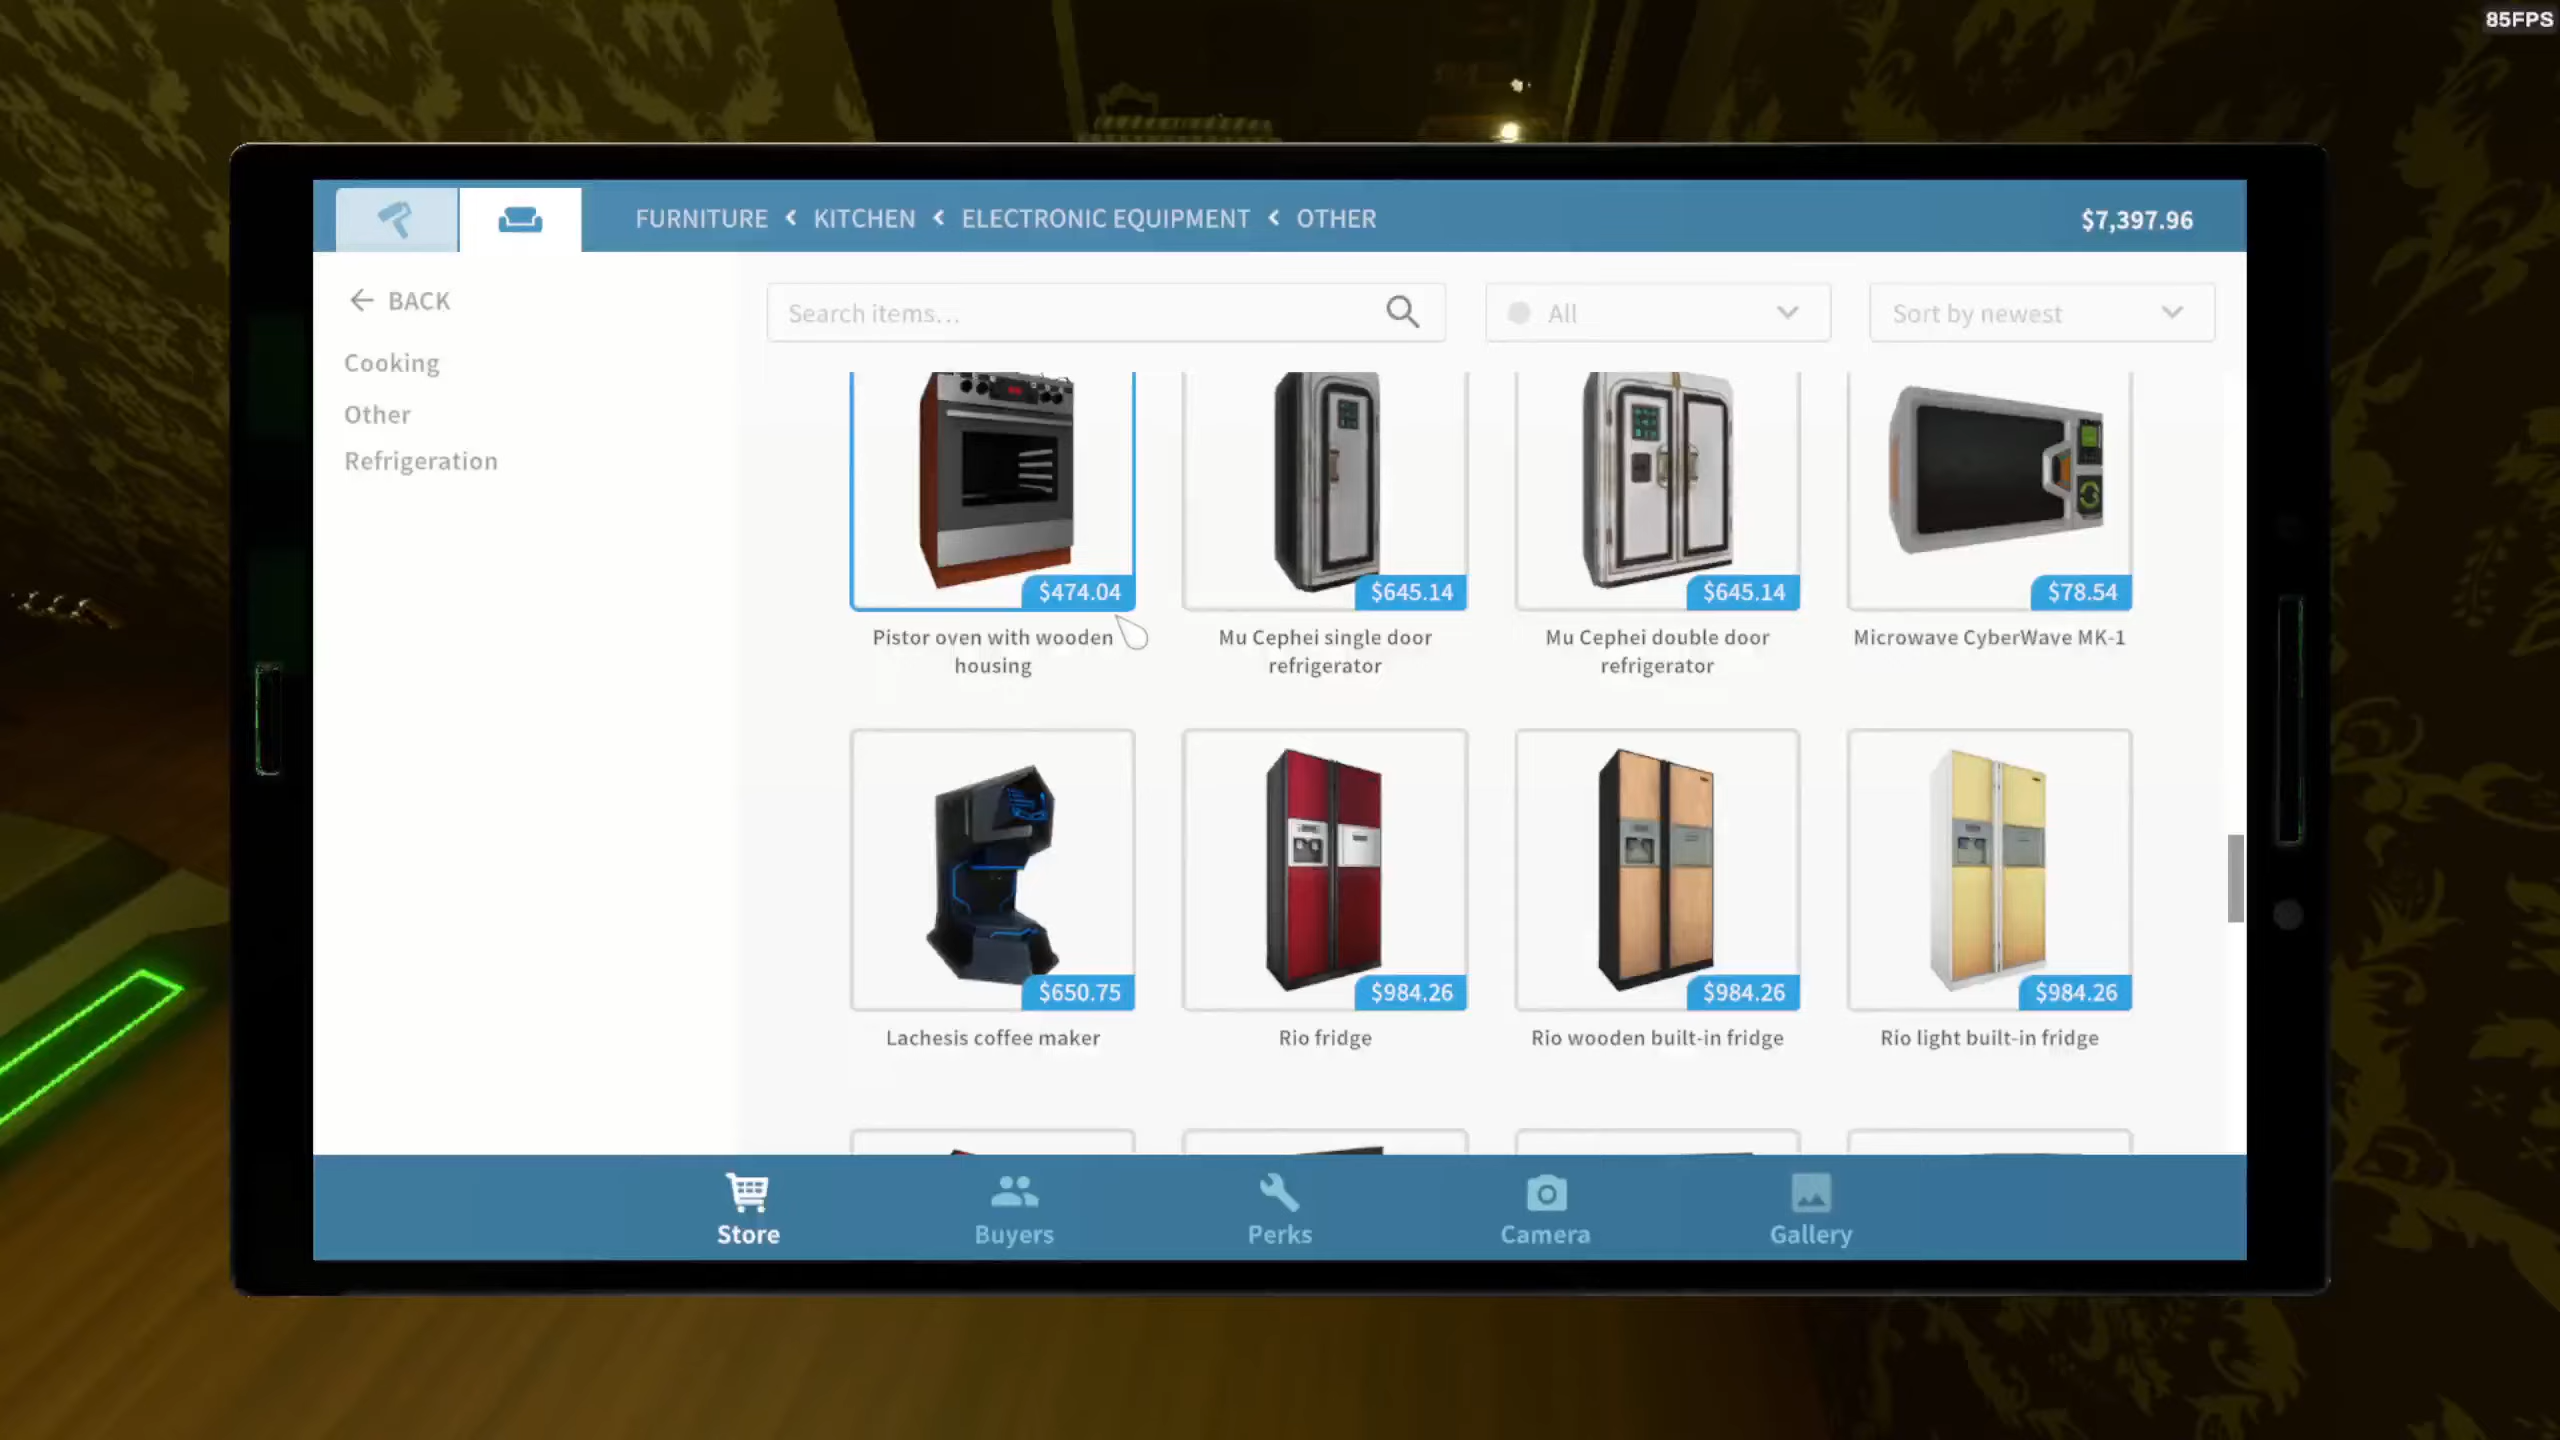 85FPS
FURNITURE < KITCHEN < ELECTRONIC EQUIPMENT < OTHER
$7,397.96
BACK
Search items...
All
Sort by newest
Cooking
Other
Refrigeration
$474.04
$645.14
$645.14
$78.54
Pistor oven with wooden
housing
Mu Cephei single door
refrigerator
Mu Cephei double door
refrigerator
Microwave CyberWave MK-1
$650.75
$984.26
$984.26
$984.26
Lachesis coffee maker
Rio fridge
Rio wooden built-in fridge
Rio light built-in fridge
Store
Buyers
Perks
Camera
Gallery